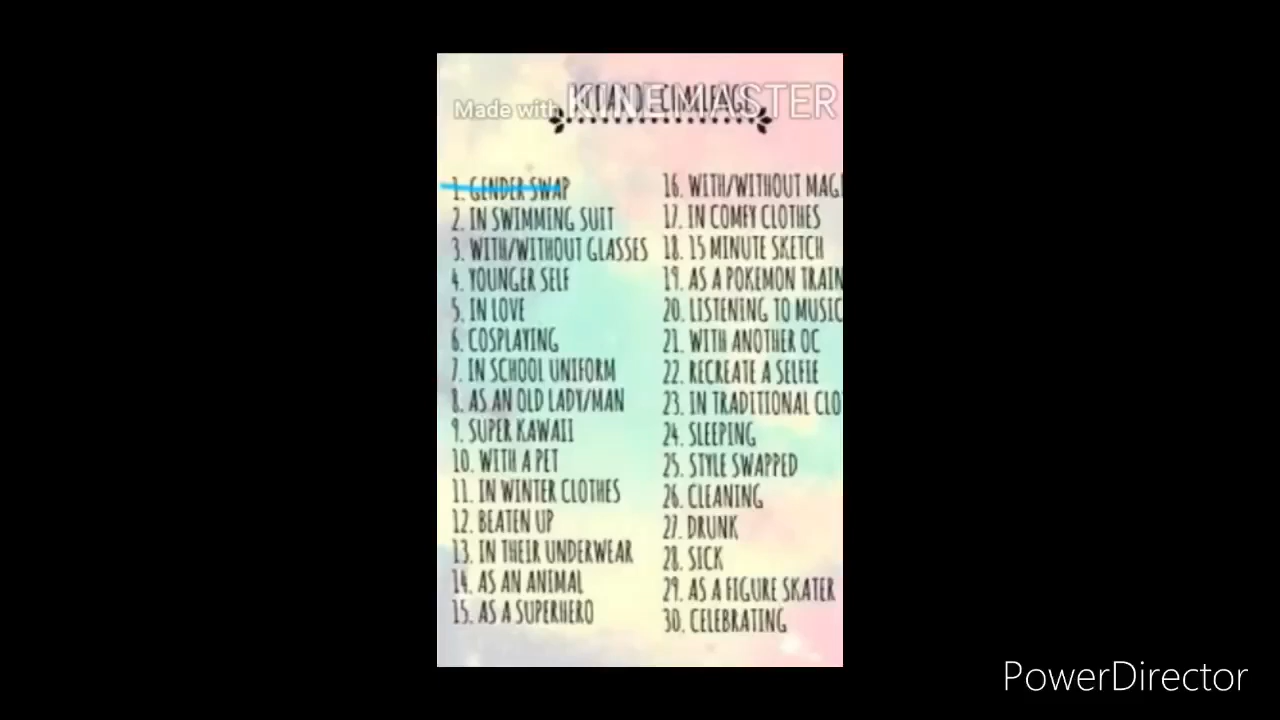 Made with KINEMASTER
1. GENDER SWAP
2. IN SWIMMING SUIT
3. WITH/WITHOUT GLASSES
4. YOUNGER SELF
5. IN LOVE
6. COSPLAYING
7. IN SCHOOL UNIFORM
8. AS AN OLD LADY/MAN
9. SUPER KAWAII
10. WITH A PET
11. IN WINTER CLOTHES
12. BEATEN UP
13. IN THEIR UNDERWEAR
14. AS AN ANIMAL
15. AS A SUPERHERO
16. WITH/WITHOUT MAGI
17. IN COMFY CLOTHES
18. 15 MINUTE SKETCH
19. AS A POKEMON TRAIN
20. LISTENING TO MUSIC
21. WITH ANOTHER OC
22. RECREATE A SELFIE
23. IN TRADITIONAL CLO
24. SLEEPING
25. STYLE SWAPPED
26. CLEANING
27. DRUNK
28. SICK
29. AS A FIGURE SKATER
30. CELEBRATING
PowerDirector